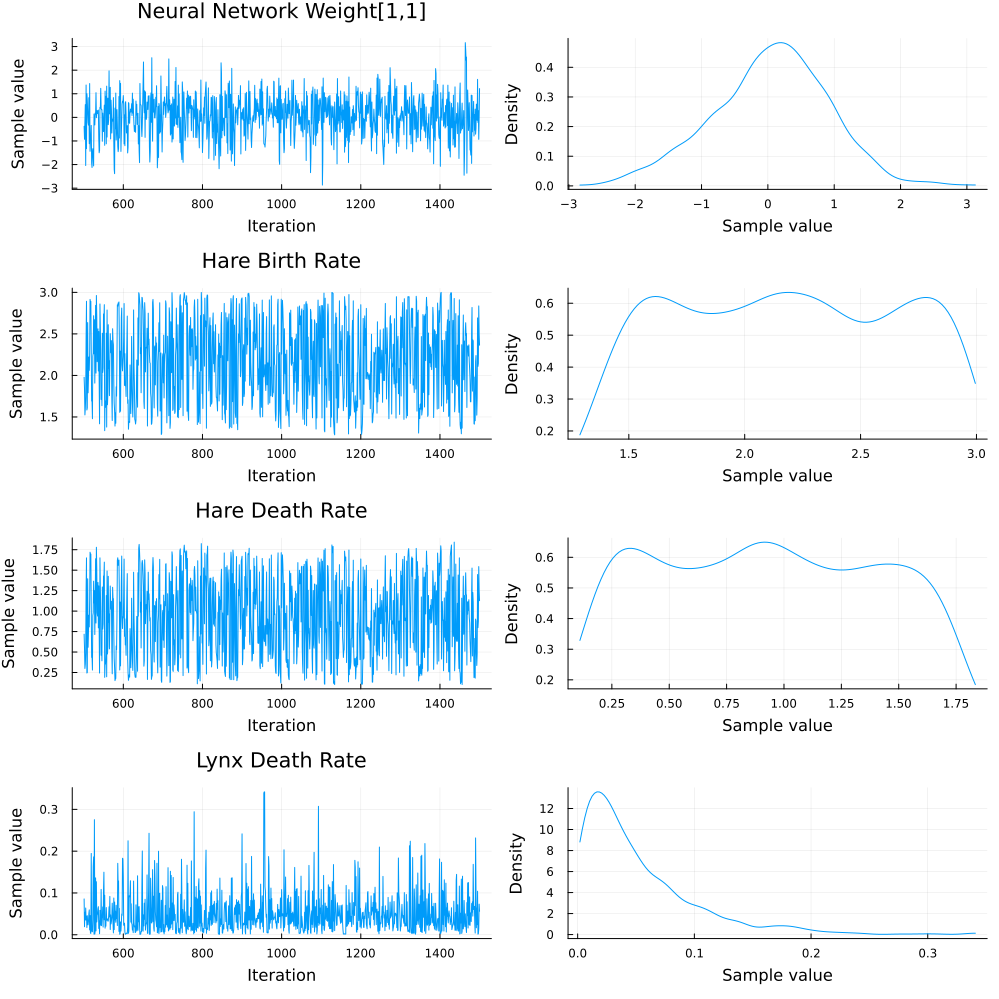 Neural Network Weight[1,1]
Sample value
3
2
1
0
−1
−2
−3
600 800 1000 1200 1400
Iteration
Density
0.4
0.3
0.2
0.1
0.0
−3 −2 −1 0 1 2 3
Sample value
Hare Birth Rate
Sample value
3.0
2.5
2.0
1.5
600 800 1000 1200 1400
Iteration
Density
0.6
0.5
0.4
0.3
0.2
1.5 2.0 2.5 3.0
Sample value
Hare Death Rate
Sample value
1.75
1.50
1.25
1.00
0.75
0.50
0.25
600 800 1000 1200 1400
Iteration
Density
0.6
0.5
0.4
0.3
0.2
0.25 0.50 0.75 1.00 1.25 1.50 1.75
Sample value
Lynx Death Rate
Sample value
0.3
0.2
0.1
0.0
600 800 1000 1200 1400
Iteration
Density
12
10
8
6
4
2
0
0.0 0.1 0.2 0.3
Sample value